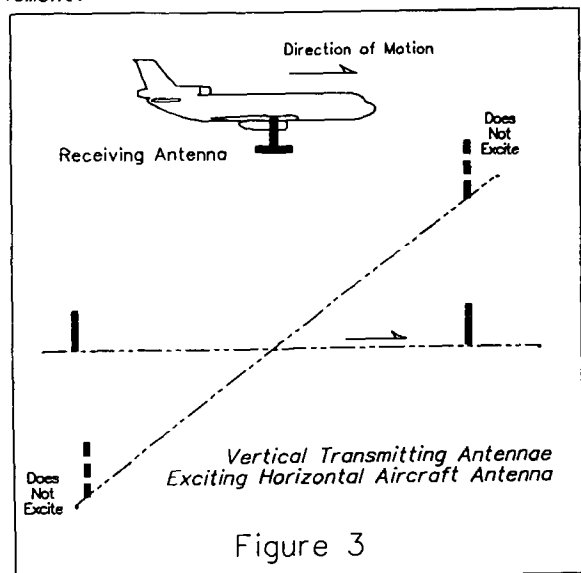 Direction of Motion
Receiving Antenna
Does
Not
Excite
Does
Not
Excite
Vertical Transmitting Antennae
Exciting Horizontal Aircraft Antenna
Figure 3